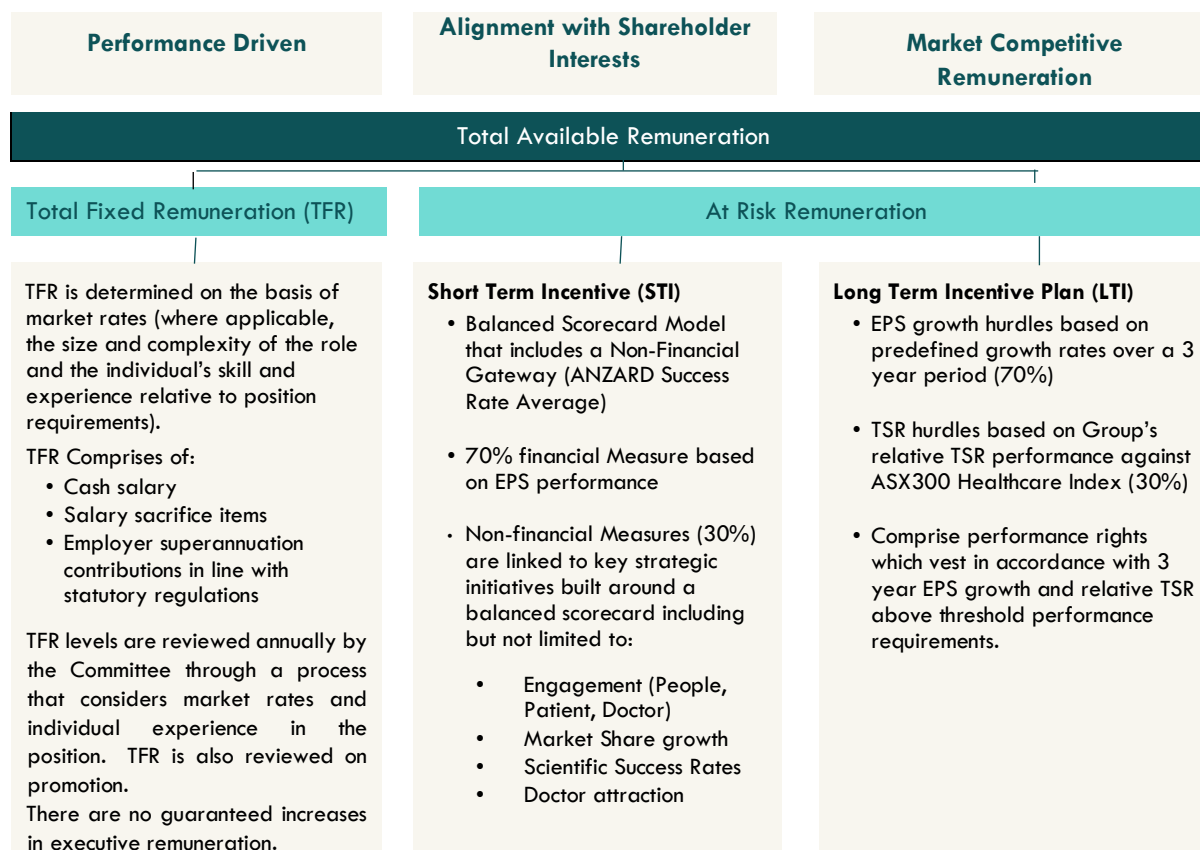 Performance Driven
Alignment with Shareholder
Interests
Market Competitive
Remuneration
Total Available Remuneration
Total Fixed Remuneration (TFR)
At Risk Remuneration
TFR is determined on the basis of
market rates (where applicable,
the size and complexity of the role
and the individual's skill and
experience relative to position
requirements).
TFR Comprises of:
• Cash salary
• Salary sacrifice items
• Employer superannuation
contributions in line with
statutory regulations
TFR levels are reviewed annually by
the Committee through a process
that considers market rates and
individual experience in the
position. TFR is also reviewed on
promotion.
There are no guaranteed increases
in executive remuneration.
Short Term Incentive (STI)
• Balanced Scorecard Model
that includes a Non-Financial
Gateway (ANZARD Success
Rate Average)
• 70% financial Measure based
on EPS performance
• Non-financial Measures (30%)
are linked to key strategic
initiatives built around a
balanced scorecard including
but not limited to:
• Engagement (People,
Patient, Doctor)
• Market Share growth
• Scientific Success Rates
• Doctor attraction
Long Term Incentive Plan (LTI)
• EPS growth hurdles based on
predefined growth rates over a 3
year period (70%)
• TSR hurdles based on Group's
relative TSR performance against
ASX300 Healthcare Index (30%)
• Comprise performance rights
which vest in accordance with 3
year EPS growth and relative TSR
above threshold performance
requirements.